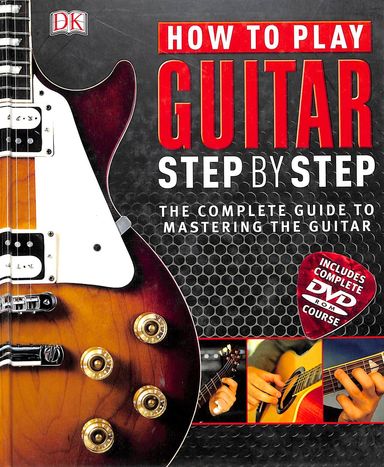 DK
HOW TO PLAY
GUITAR
STEP BY STEP
THE COMPLETE GUIDE TO
MASTERING THE GUITAR
INCLUDES
COMPLETE
DVD
ROM
COURSE